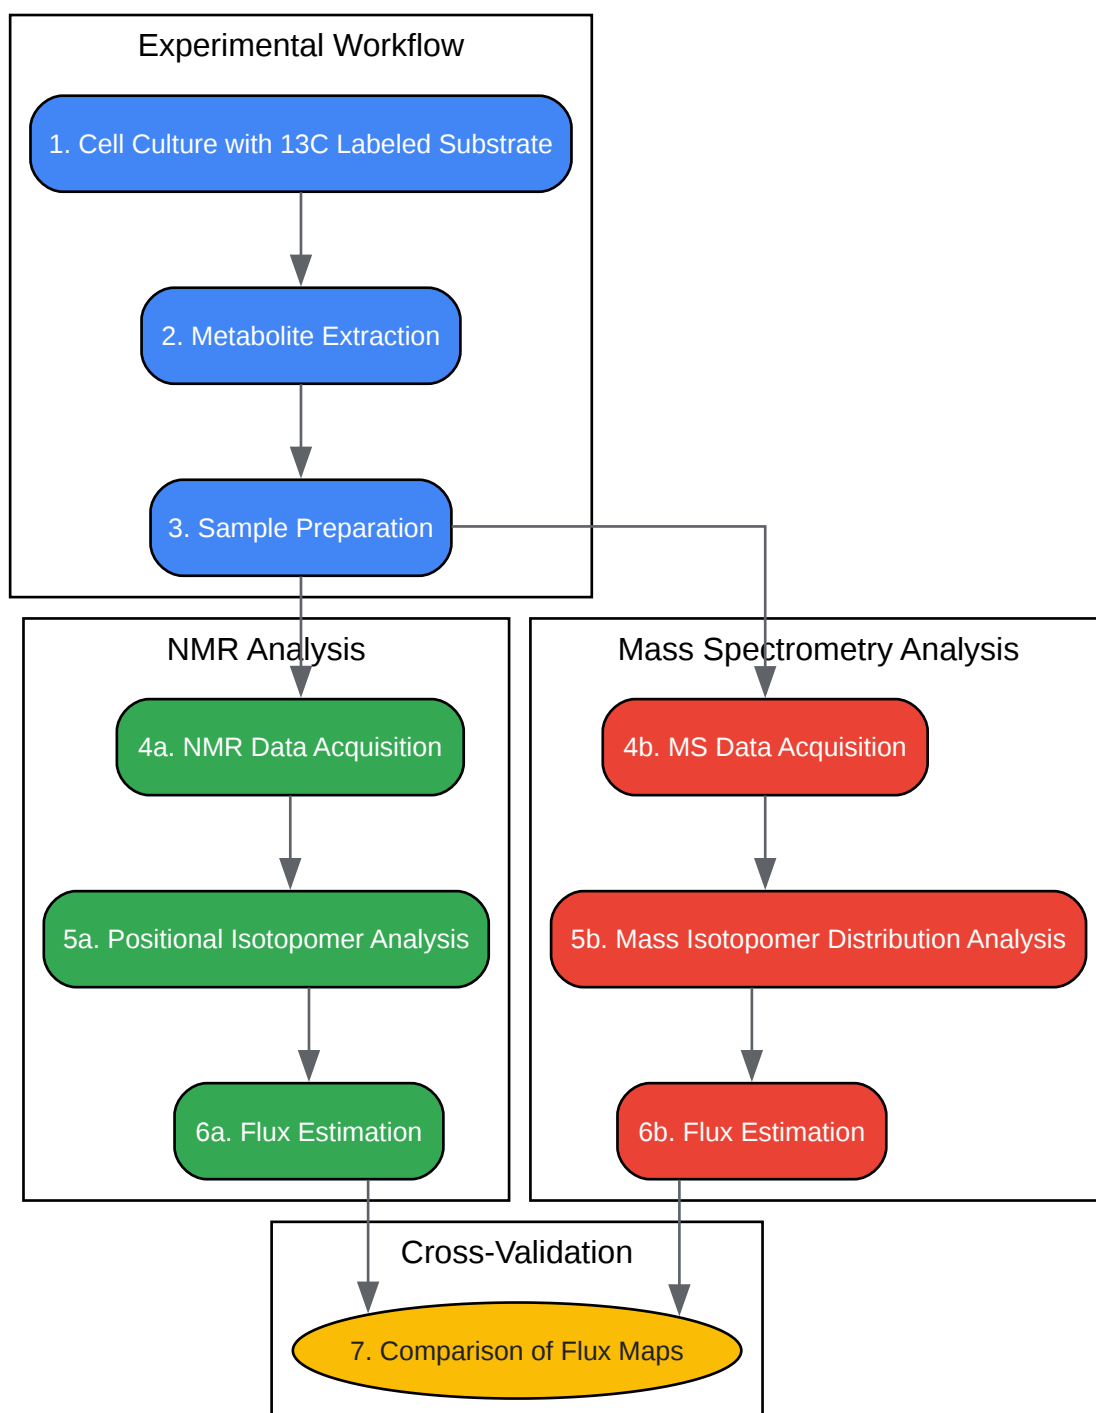 Experimental Workflow
1. Cell Culture with 13C Labeled Substrate
2. Metabolite Extraction
3. Sample Preparation
NMR Analysis
4a. NMR Data Acquisition
5a. Positional Isotopomer Analysis
6a. Flux Estimation
Mass Spectrometry Analysis
4b. MS Data Acquisition
5b. Mass Isotopomer Distribution Analysis
6b. Flux Estimation
Cross-Validation
7. Comparison of Flux Maps